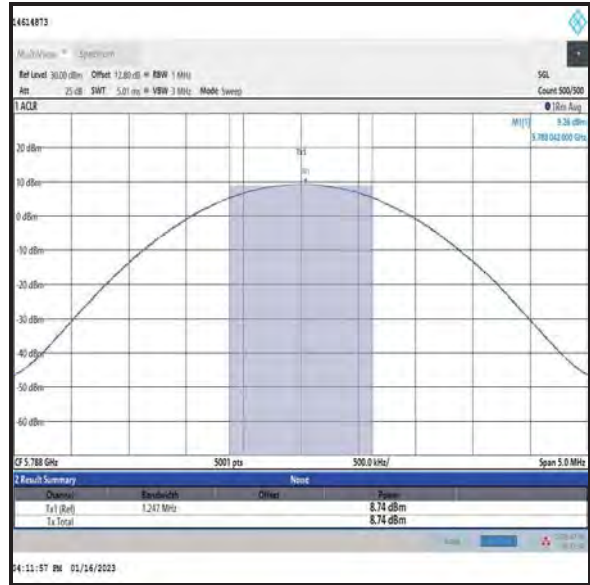 14614873
MultiView Spectrum
Ref Level 30.00 dBm Offset 12.80 dB RBW 1 MHz SGL
Att 25 dB SWT 5.01 ms VBW 3 MHz Mode Sweep Count 500/500
1 ACLR 1Rm Avg
M1[1] 9.26 dBm
5.788 042 000 GHz
20 dBm
Tx1
M1
10 dBm
0 dBm
-10 dBm
-20 dBm
-30 dBm
-40 dBm
-50 dBm
-60 dBm
CF 5.788 GHz 5001 pts 500.0 kHz/ Span 5.0 MHz
2 Result Summary None
Channel Bandwidth Offset Power
Tx1 (Ref) 1.247 MHz 8.74 dBm
Tx Total 8.74 dBm
04:11:57 PM 01/16/2023